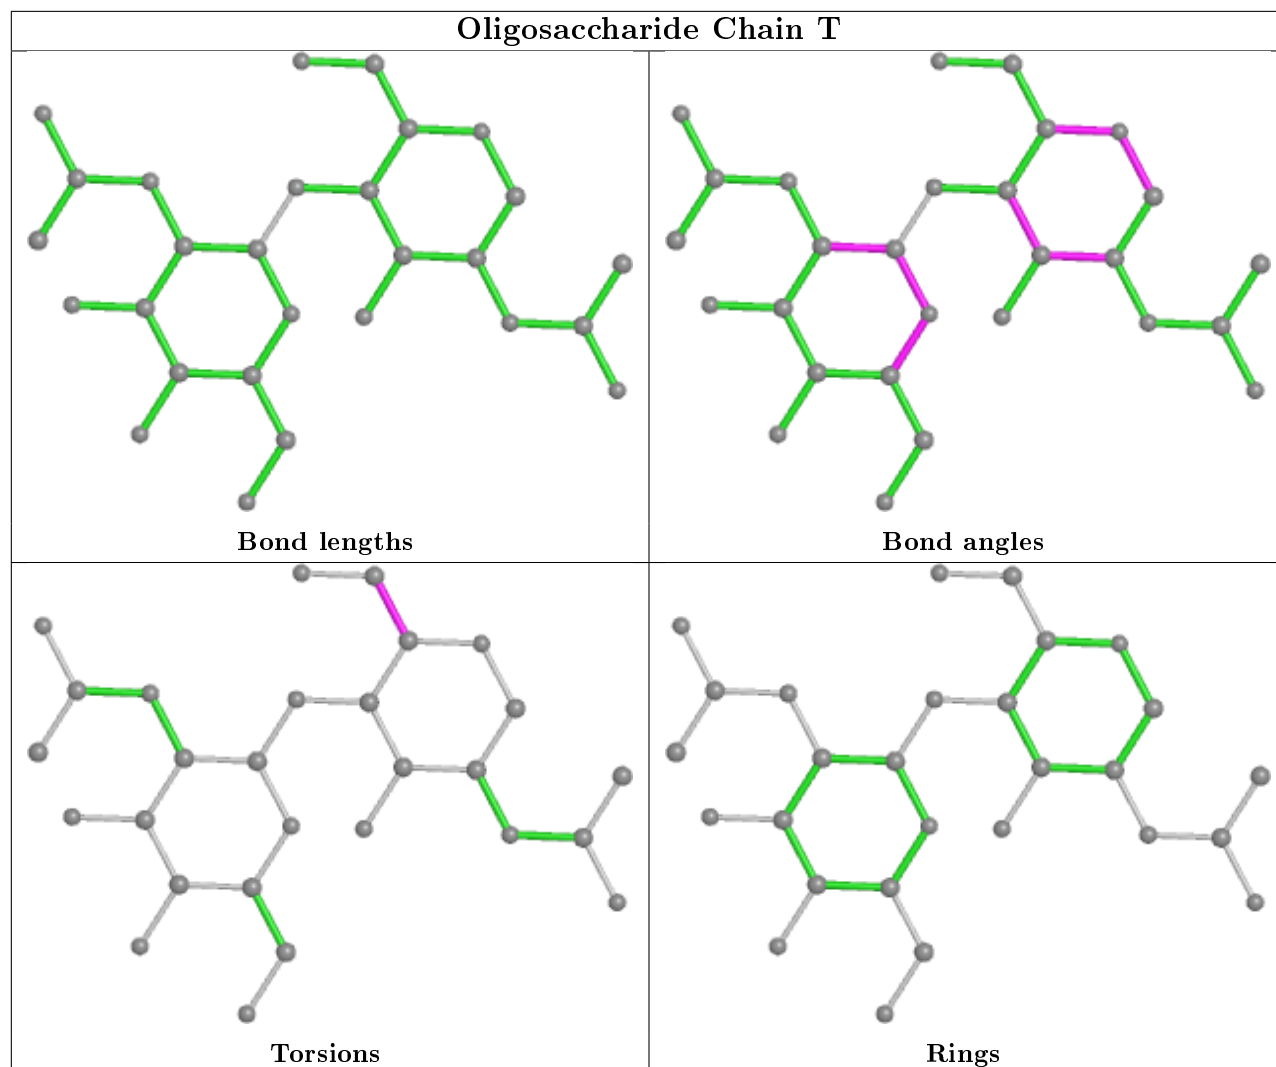 Oligosaccharide Chain T
Bond lengths
Bond angles
Torsions
Rings